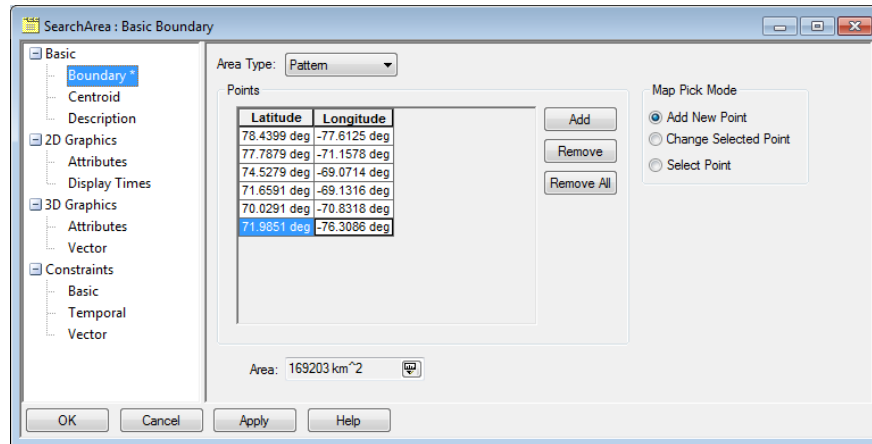 SearchArea : Basic Boundary
Basic
Boundary *
Centroid
Description
2D Graphics
Attributes
Display Times
3D Graphics
Attributes
Vector
Constraints
Basic
Temporal
Vector
Area Type: Pattern
Points
Latitude Longitude
78.4399 deg -77.6125 deg
77.7879 deg -71.1578 deg
74.5279 deg -69.0714 deg
71.6591 deg -69.1316 deg
70.0291 deg -70.8318 deg
71.9851 deg -76.3086 deg
Add
Remove
Remove All
Map Pick Mode
Add New Point
Change Selected Point
Select Point
Area: 169203 km^2
OK Cancel Apply Help